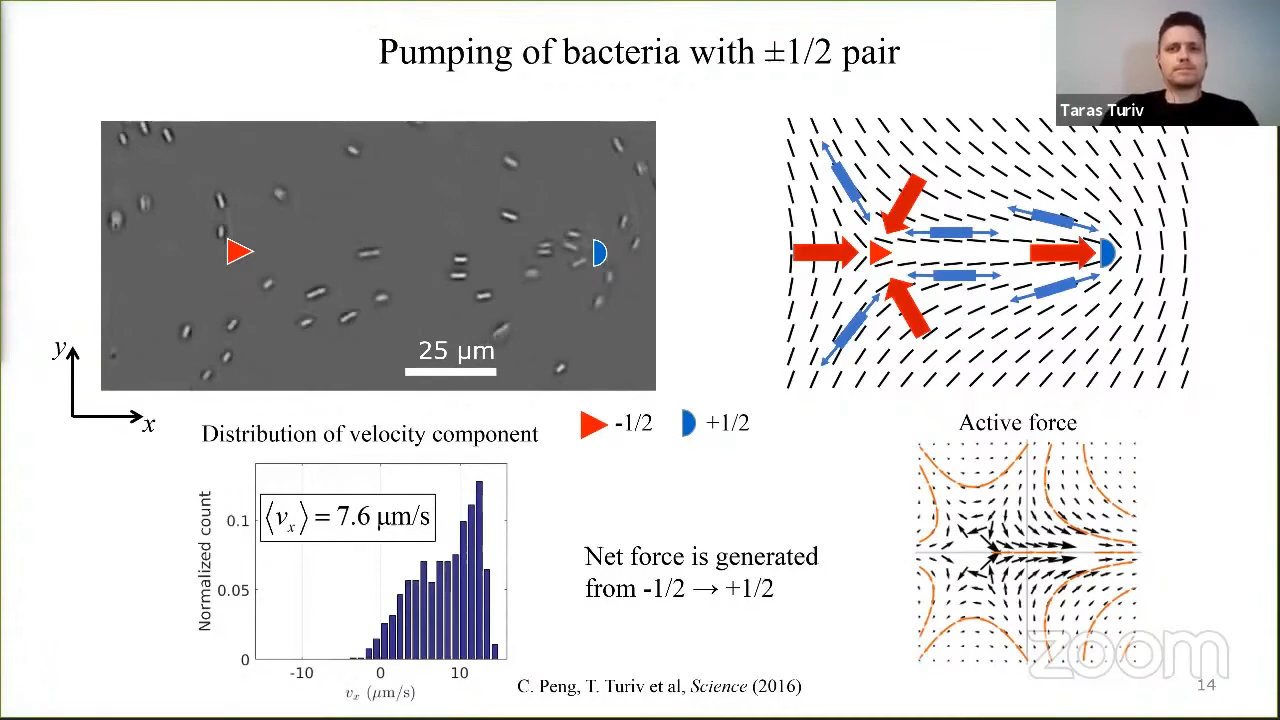 Pumping of bacteria with ±1/2 pair
Taras Turiv
25 µm
y
x
-1/2
+1/2
Active force
Distribution of velocity component
⟨vₓ⟩ = 7.6 µm/s
Normalized count
0.1
0.05
0
-10
0
10
vₓ (µm/s)
Net force is generated
from -1/2 → +1/2
C. Peng, T. Turiv et al, Science (2016)
zoom
14